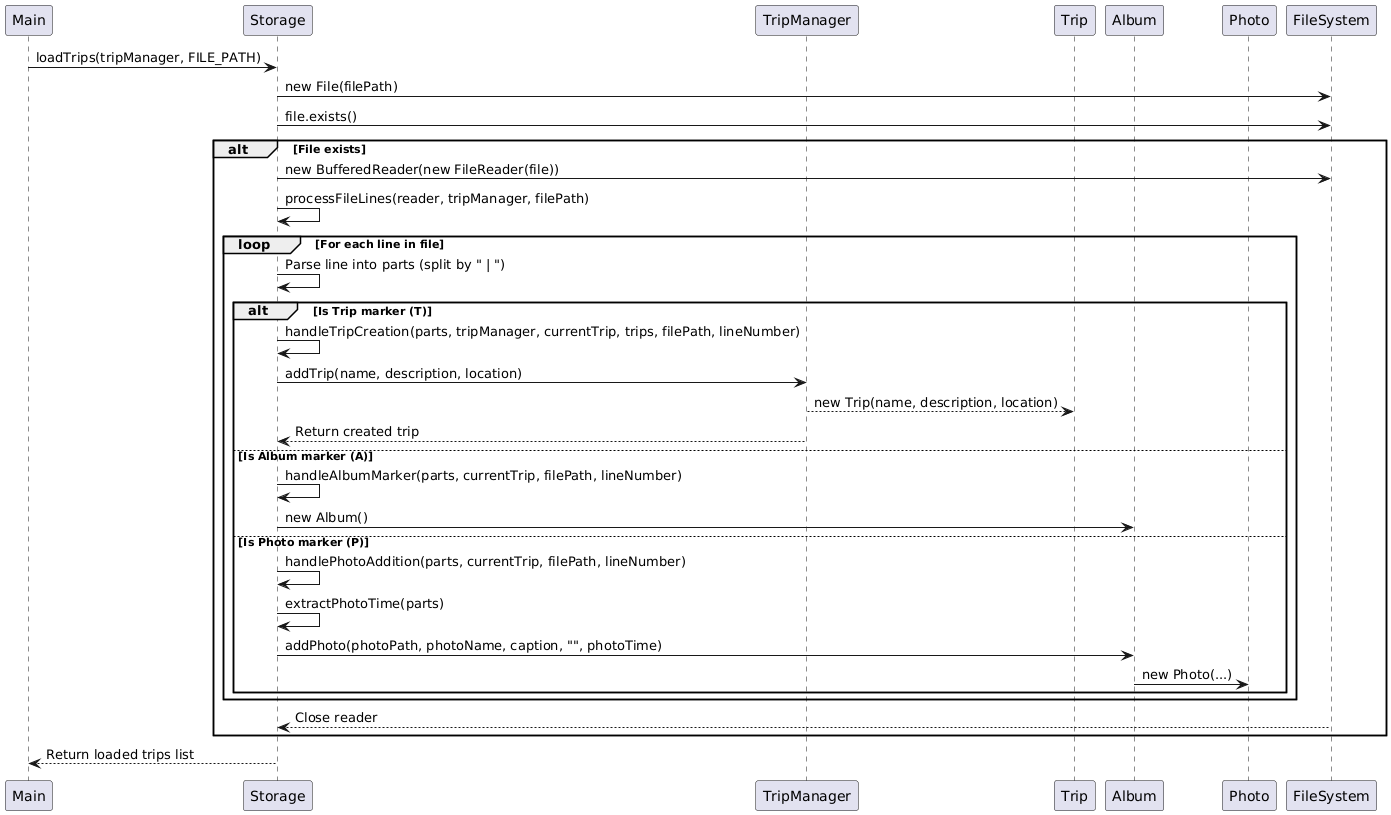 Main Storage TripManager Trip Album Photo FileSystem
loadTrips(tripManager, FILE_PATH)
new File(filePath)
file.exists()
alt [File exists]
new BufferedReader(new FileReader(file))
processFileLines(reader, tripManager, filePath)
loop [For each line in file]
Parse line into parts (split by " | ")
alt [Is Trip marker (T)]
handleTripCreation(parts, tripManager, currentTrip, trips, filePath, lineNumber)
addTrip(name, description, location)
new Trip(name, description, location)
Return created trip
[Is Album marker (A)]
handleAlbumMarker(parts, currentTrip, filePath, lineNumber)
new Album()
[Is Photo marker (P)]
handlePhotoAddition(parts, currentTrip, filePath, lineNumber)
extractPhotoTime(parts)
addPhoto(photoPath, photoName, caption, "", photoTime)
new Photo(...)
Close reader
Return loaded trips list
Main Storage TripManager Trip Album Photo FileSystem